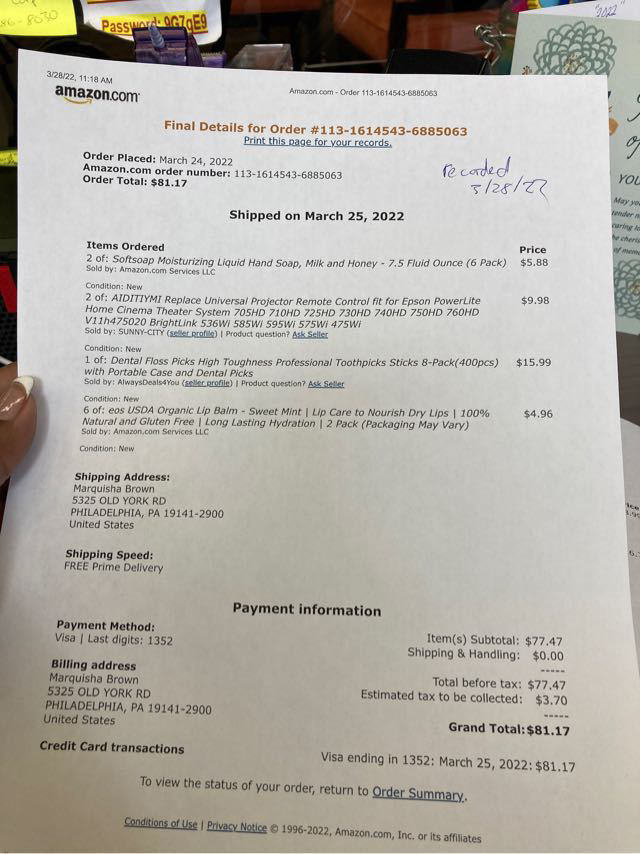 86-8030
Password: 9G7qE9
"2022"
3/28/22, 11:18 AM
Amazon.com - Order 113-1614543-6885063
amazon.com
Final Details for Order #113-1614543-6885063
Print this page for your records.
Order Placed: March 24, 2022
Amazon.com order number: 113-1614543-6885063
Order Total: $81.17
recorded
3/28/22
Shipped on March 25, 2022
Items Ordered Price
2 of: Softsoap Moisturizing Liquid Hand Soap, Milk and Honey - 7.5 Fluid Ounce (6 Pack) $5.88
Sold by: Amazon.com Services LLC
Condition: New
2 of: AIDITIYMI Replace Universal Projector Remote Control fit for Epson PowerLite $9.98
Home Cinema Theater System 705HD 710HD 725HD 730HD 740HD 750HD 760HD
V11h475020 BrightLink 536Wi 585Wi 595Wi 575Wi 475Wi
Sold by: SUNNY-CITY (seller profile) | Product question? Ask Seller
Condition: New
1 of: Dental Floss Picks High Toughness Professional Toothpicks Sticks 8-Pack(400pcs) $15.99
with Portable Case and Dental Picks
Sold by: AlwaysDeals4You (seller profile) | Product question? Ask Seller
Condition: New
6 of: eos USDA Organic Lip Balm - Sweet Mint | Lip Care to Nourish Dry Lips | 100% $4.96
Natural and Gluten Free | Long Lasting Hydration | 2 Pack (Packaging May Vary)
Sold by: Amazon.com Services LLC
Condition: New
Shipping Address:
Marquisha Brown
5325 OLD YORK RD
PHILADELPHIA, PA 19141-2900
United States
Shipping Speed:
FREE Prime Delivery
Payment information
Payment Method:
Visa | Last digits: 1352
Billing address
Marquisha Brown
5325 OLD YORK RD
PHILADELPHIA, PA 19141-2900
United States
Item(s) Subtotal: $77.47
Shipping & Handling: $0.00
-----
Total before tax: $77.47
Estimated tax to be collected: $3.70
-----
Grand Total: $81.17
Credit Card transactions
Visa ending in 1352: March 25, 2022: $81.17
To view the status of your order, return to Order Summary.
Conditions of Use | Privacy Notice © 1996-2022, Amazon.com, Inc. or its affiliates
YOU
May you